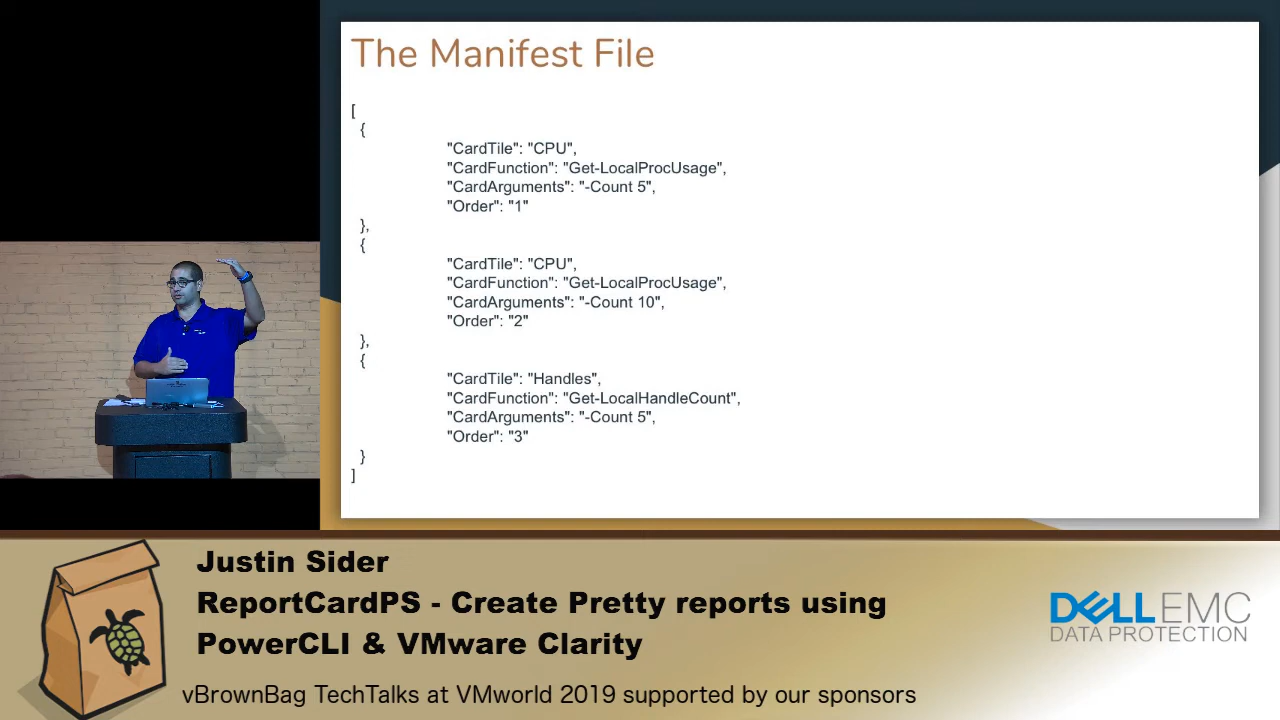 The Manifest File
[
{
"CardTile": "CPU",
"CardFunction": "Get-LocalProcUsage",
"CardArguments": "-Count 5",
"Order": "1"
},
{
"CardTile": "CPU",
"CardFunction": "Get-LocalProcUsage",
"CardArguments": "-Count 10",
"Order": "2"
},
{
"CardTile": "Handles",
"CardFunction": "Get-LocalHandleCount",
"CardArguments": "-Count 5",
"Order": "3"
}
]
Justin Sider
ReportCardPS - Create Pretty reports using
PowerCLI & VMware Clarity
vBrownBag TechTalks at VMworld 2019 supported by our sponsors
DELL EMC
DATA PROTECTION